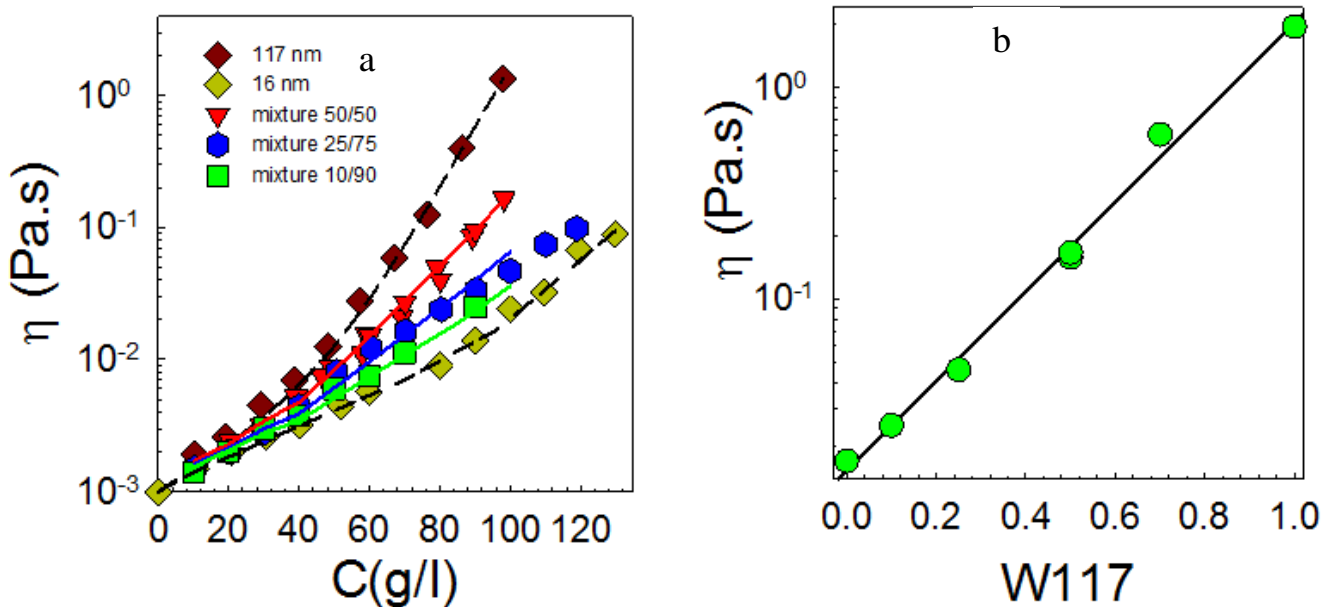 a
117 nm
16 nm
mixture 50/50
mixture 25/75
mixture 10/90
η (Pa.s)
10⁰
10⁻¹
10⁻²
10⁻³
0 20 40 60 80 100 120
C(g/l)
b
η (Pa.s)
10⁰
10⁻¹
0.0 0.2 0.4 0.6 0.8 1.0
W117